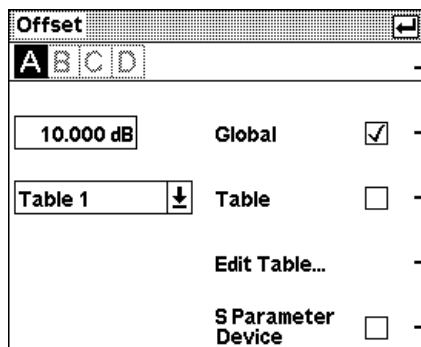 Offset
A B C D
10.000 dB Global
Table 1 Table
Edit Table...
S Parameter
Device